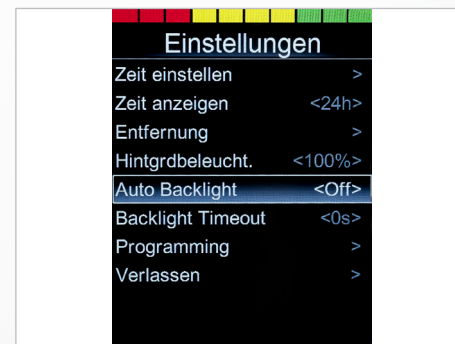 Einstellungen
Zeit einstellen >
Zeit anzeigen <24h>
Entfernung >
Hintgrdbeleucht. <100%>
Auto Backlight <Off>
Backlight Timeout <0s>
Programming >
Verlassen >